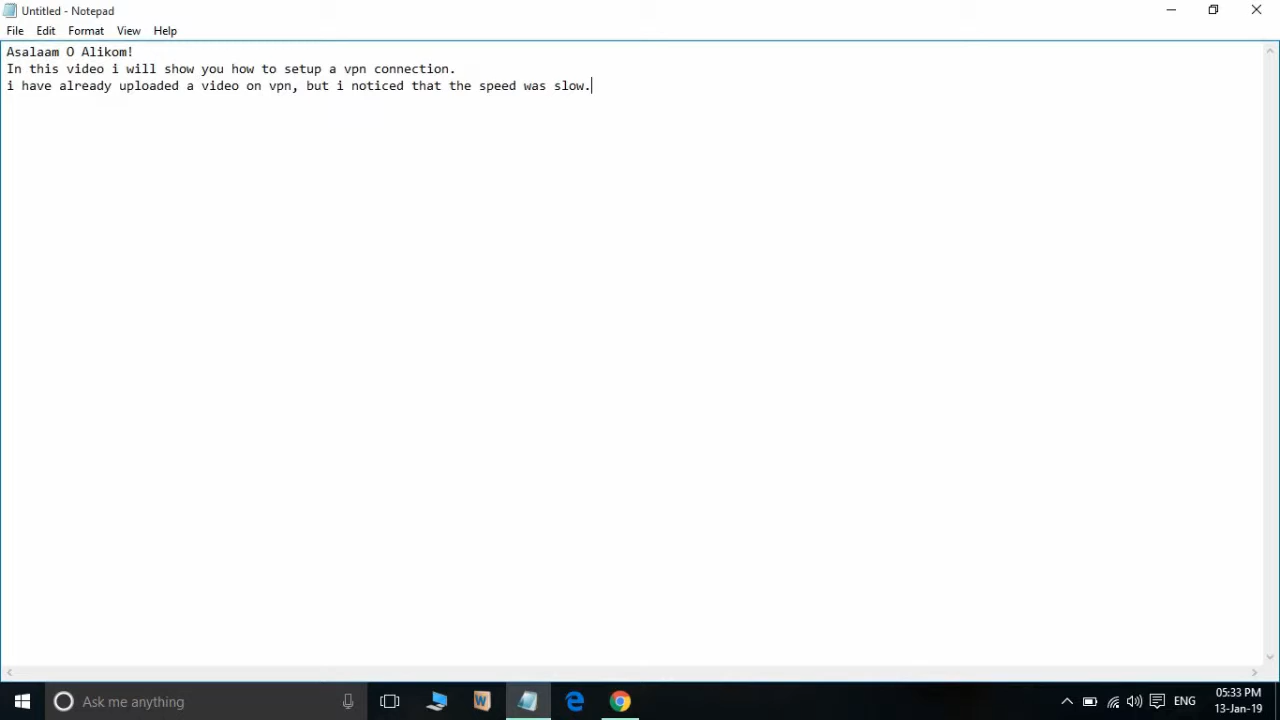 Untitled - Notepad
File Edit Format View Help
Asalaam O Alikom!
In this video i will show you how to setup a vpn connection.
i have already uploaded a video on vpn, but i noticed that the speed was slow.
Ask me anything
W
ENG
05:33 PM
13-Jan-19